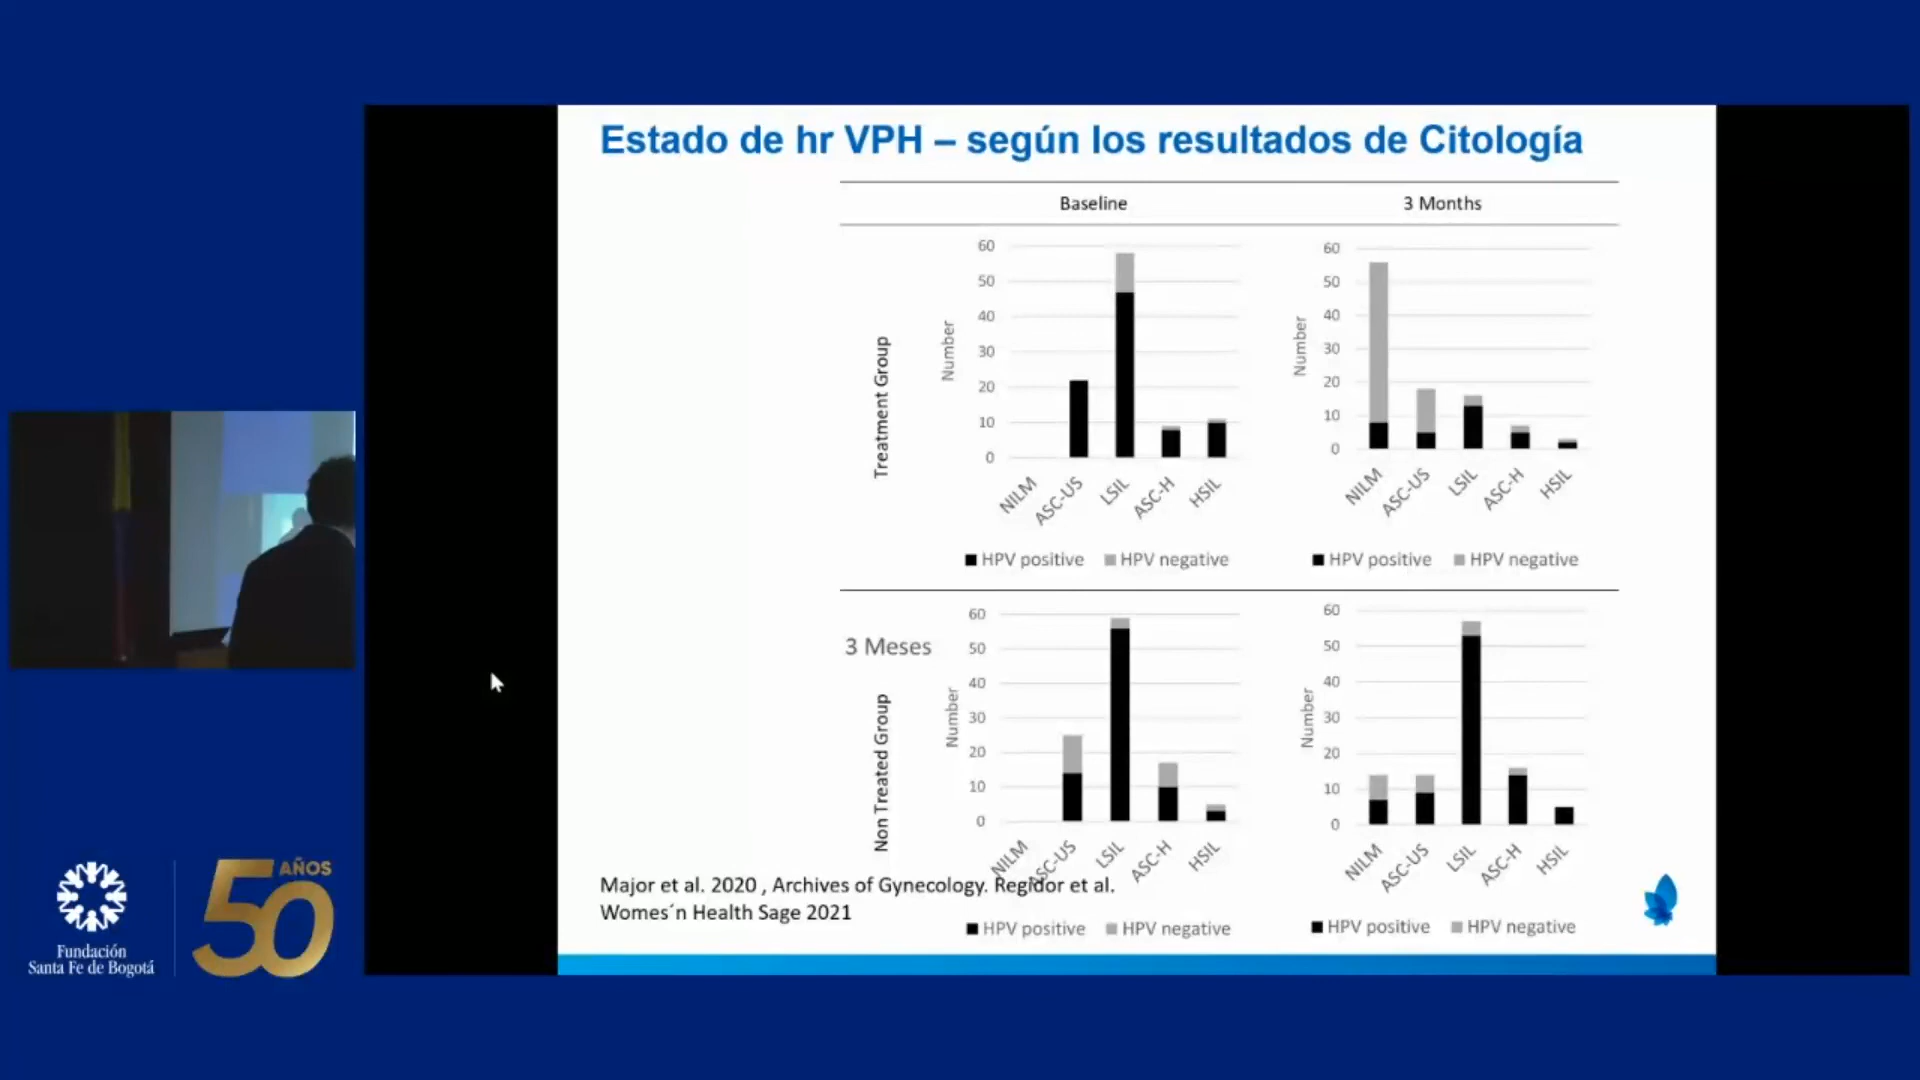 Estado de hr VPH – según los resultados de Citología
Baseline
3 Months
Treatment Group
Number
60
50
40
30
20
10
0
NILM
ASC-US
LSIL
ASC-H
HSIL
HPV positive
HPV negative
Number
60
50
40
30
20
10
0
NILM
ASC-US
LSIL
ASC-H
HSIL
HPV positive
HPV negative
3 Meses
Non Treated Group
Number
60
50
40
30
20
10
0
NILM
ASC-US
LSIL
ASC-H
HSIL
HPV positive
HPV negative
Number
60
50
40
30
20
10
0
NILM
ASC-US
LSIL
ASC-H
HSIL
HPV positive
HPV negative
Major et al. 2020 , Archives of Gynecology. Regidor et al.
Womes´n Health Sage 2021
Fundación
Santa Fe de Bogotá
50
AÑOS